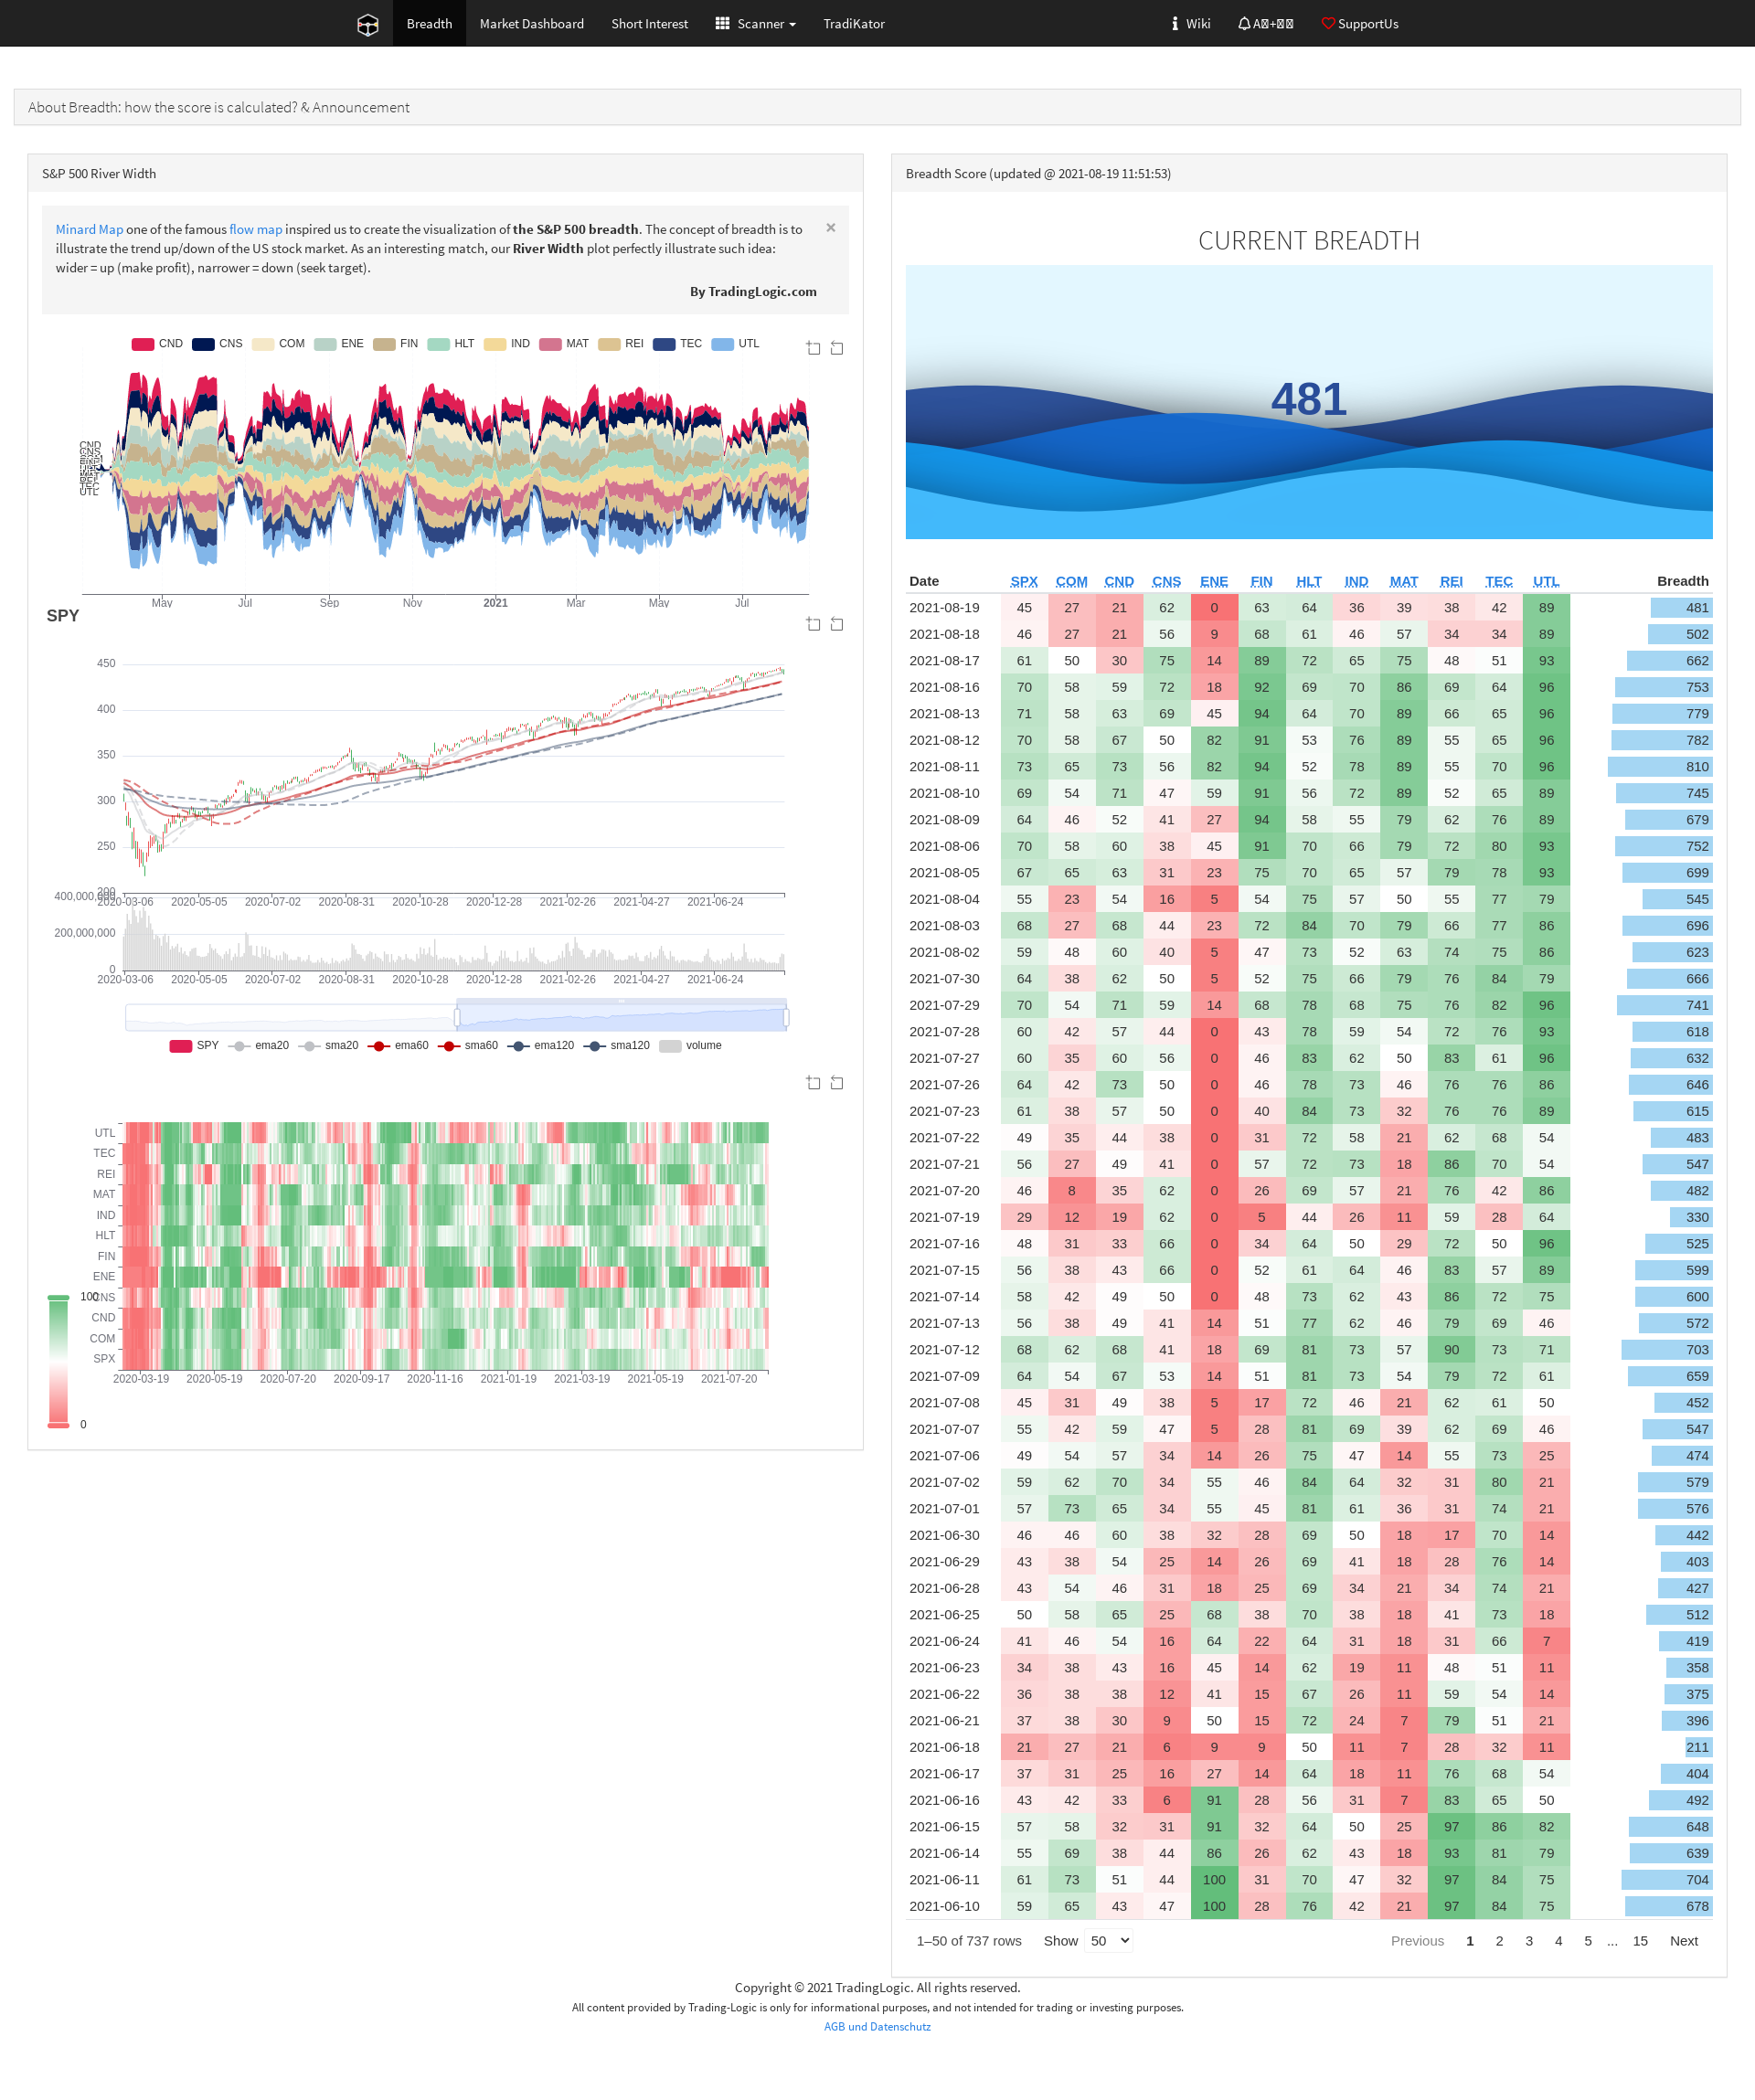 Breadth Market Dashboard Short Interest Scanner TradiKator Wiki SupportUs
About Breadth: how the score is calculated? & Announcement
S&P 500 River Width
Minard Map one of the famous flow map inspired us to create the visualization of the S&P 500 breadth. The concept of breadth is to
illustrate the trend up/down of the US stock market. As an interesting match, our River Width plot perfectly illustrate such idea:
wider = up (make profit), narrower = down (seek target).
×
By TradingLogic.com
CND CNS COM ENE FIN HLT IND MAT REI TEC UTL
CND
CNS
TEC
UTL
May Jul Sep Nov 2021 Mar May Jul
SPY
450
400
350
300
250
200
2020-03-06 2020-05-05 2020-07-02 2020-08-31 2020-10-28 2020-12-28 2021-02-26 2021-04-27 2021-06-24
400,000,000
200,000,000
0
2020-03-06 2020-05-05 2020-07-02 2020-08-31 2020-10-28 2020-12-28 2021-02-26 2021-04-27 2021-06-24
SPY ema20 sma20 ema60 sma60 ema120 sma120 volume
UTL
TEC
REI
MAT
IND
HLT
FIN
ENE
CNS
CND
COM
SPX
100
0
2020-03-19 2020-05-19 2020-07-20 2020-09-17 2020-11-16 2021-01-19 2021-03-19 2021-05-19 2021-07-20
Breadth Score (updated @ 2021-08-19 11:51:53)
CURRENT BREADTH
481
Date SPX COM CND CNS ENE FIN HLT IND MAT REI TEC UTL Breadth
2021-08-19 45 27 21 62 0 63 64 36 39 38 42 89 481
2021-08-18 46 27 21 56 9 68 61 46 57 34 34 89 502
2021-08-17 61 50 30 75 14 89 72 65 75 48 51 93 662
2021-08-16 70 58 59 72 18 92 69 70 86 69 64 96 753
2021-08-13 71 58 63 69 45 94 64 70 89 66 65 96 779
2021-08-12 70 58 67 50 82 91 53 76 89 55 65 96 782
2021-08-11 73 65 73 56 82 94 52 78 89 55 70 96 810
2021-08-10 69 54 71 47 59 91 56 72 89 52 65 89 745
2021-08-09 64 46 52 41 27 94 58 55 79 62 76 89 679
2021-08-06 70 58 60 38 45 91 70 66 79 72 80 93 752
2021-08-05 67 65 63 31 23 75 70 65 57 79 78 93 699
2021-08-04 55 23 54 16 5 54 75 57 50 55 77 79 545
2021-08-03 68 27 68 44 23 72 84 70 79 66 77 86 696
2021-08-02 59 48 60 40 5 47 73 52 63 74 75 86 623
2021-07-30 64 38 62 50 5 52 75 66 79 76 84 79 666
2021-07-29 70 54 71 59 14 68 78 68 75 76 82 96 741
2021-07-28 60 42 57 44 0 43 78 59 54 72 76 93 618
2021-07-27 60 35 60 56 0 46 83 62 50 83 61 96 632
2021-07-26 64 42 73 50 0 46 78 73 46 76 76 86 646
2021-07-23 61 38 57 50 0 40 84 73 32 76 76 89 615
2021-07-22 49 35 44 38 0 31 72 58 21 62 68 54 483
2021-07-21 56 27 49 41 0 57 72 73 18 86 70 54 547
2021-07-20 46 8 35 62 0 26 69 57 21 76 42 86 482
2021-07-19 29 12 19 62 0 5 44 26 11 59 28 64 330
2021-07-16 48 31 33 66 0 34 64 50 29 72 50 96 525
2021-07-15 56 38 43 66 0 52 61 64 46 83 57 89 599
2021-07-14 58 42 49 50 0 48 73 62 43 86 72 75 600
2021-07-13 56 38 49 41 14 51 77 62 46 79 69 46 572
2021-07-12 68 62 68 41 18 69 81 73 57 90 73 71 703
2021-07-09 64 54 67 53 14 51 81 73 54 79 72 61 659
2021-07-08 45 31 49 38 5 17 72 46 21 62 61 50 452
2021-07-07 55 42 59 47 5 28 81 69 39 62 69 46 547
2021-07-06 49 54 57 34 14 26 75 47 14 55 73 25 474
2021-07-02 59 62 70 34 55 46 84 64 32 31 80 21 579
2021-07-01 57 73 65 34 55 45 81 61 36 31 74 21 576
2021-06-30 46 46 60 38 32 28 69 50 18 17 70 14 442
2021-06-29 43 38 54 25 14 26 69 41 18 28 76 14 403
2021-06-28 43 54 46 31 18 25 69 34 21 34 74 21 427
2021-06-25 50 58 65 25 68 38 70 38 18 41 73 18 512
2021-06-24 41 46 54 16 64 22 64 31 18 31 66 7 419
2021-06-23 34 38 43 16 45 14 62 19 11 48 51 11 358
2021-06-22 36 38 38 12 41 15 67 26 11 59 54 14 375
2021-06-21 37 38 30 9 50 15 72 24 7 79 51 21 396
2021-06-18 21 27 21 6 9 9 50 11 7 28 32 11 211
2021-06-17 37 31 25 16 27 14 64 18 11 76 68 54 404
2021-06-16 43 42 33 6 91 28 56 31 7 83 65 50 492
2021-06-15 57 58 32 31 91 32 64 50 25 97 86 82 648
2021-06-14 55 69 38 44 86 26 62 43 18 93 81 79 639
2021-06-11 61 73 51 44 100 31 70 47 32 97 84 75 704
2021-06-10 59 65 43 47 100 28 76 42 21 97 84 75 678
1–50 of 737 rows Show 50 Previous 1 2 3 4 5 ... 15 Next
Copyright © 2021 TradingLogic. All rights reserved.
All content provided by Trading-Logic is only for informational purposes, and not intended for trading or investing purposes.
AGB und Datenschutz